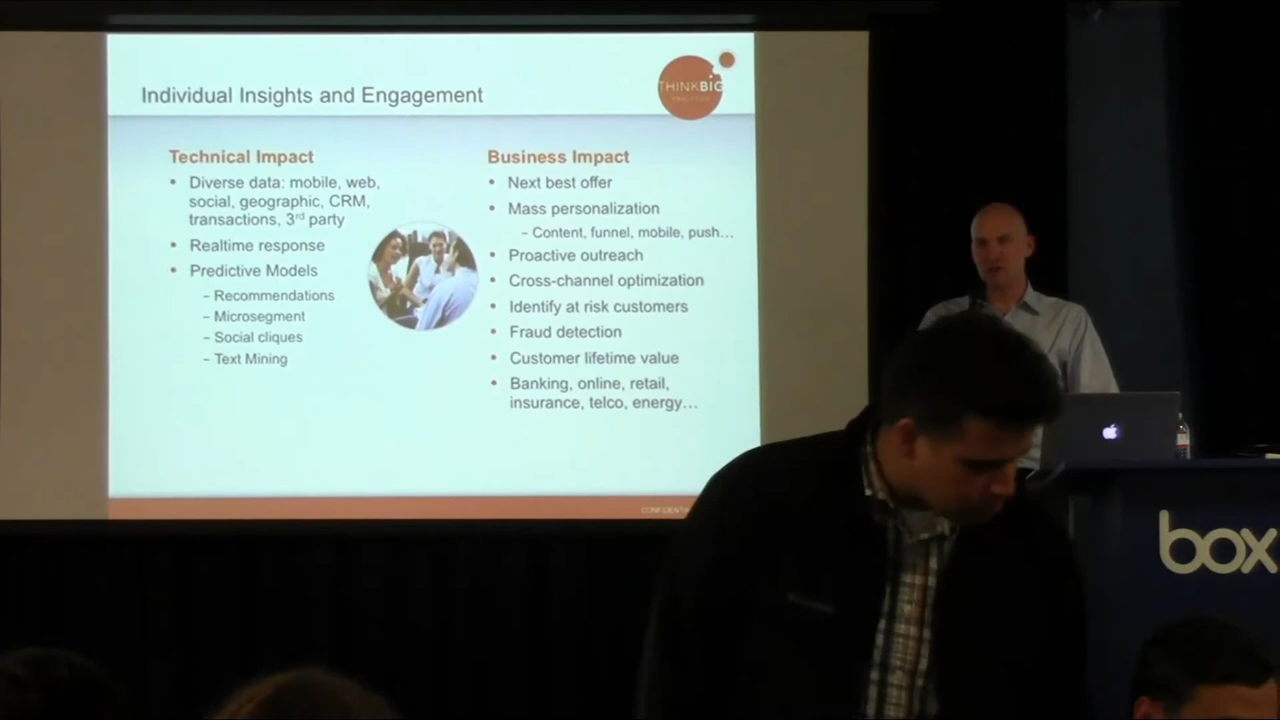 Individual Insights and Engagement
THINKBIG
ANALYTICS
Technical Impact
• Diverse data: mobile, web,
social, geographic, CRM,
transactions, 3rd party
• Realtime response
• Predictive Models
– Recommendations
– Microsegment
– Social cliques
– Text Mining
Business Impact
• Next best offer
• Mass personalization
– Content, funnel, mobile, push…
• Proactive outreach
• Cross-channel optimization
• Identify at risk customers
• Fraud detection
• Customer lifetime value
• Banking, online, retail,
insurance, telco, energy…
box